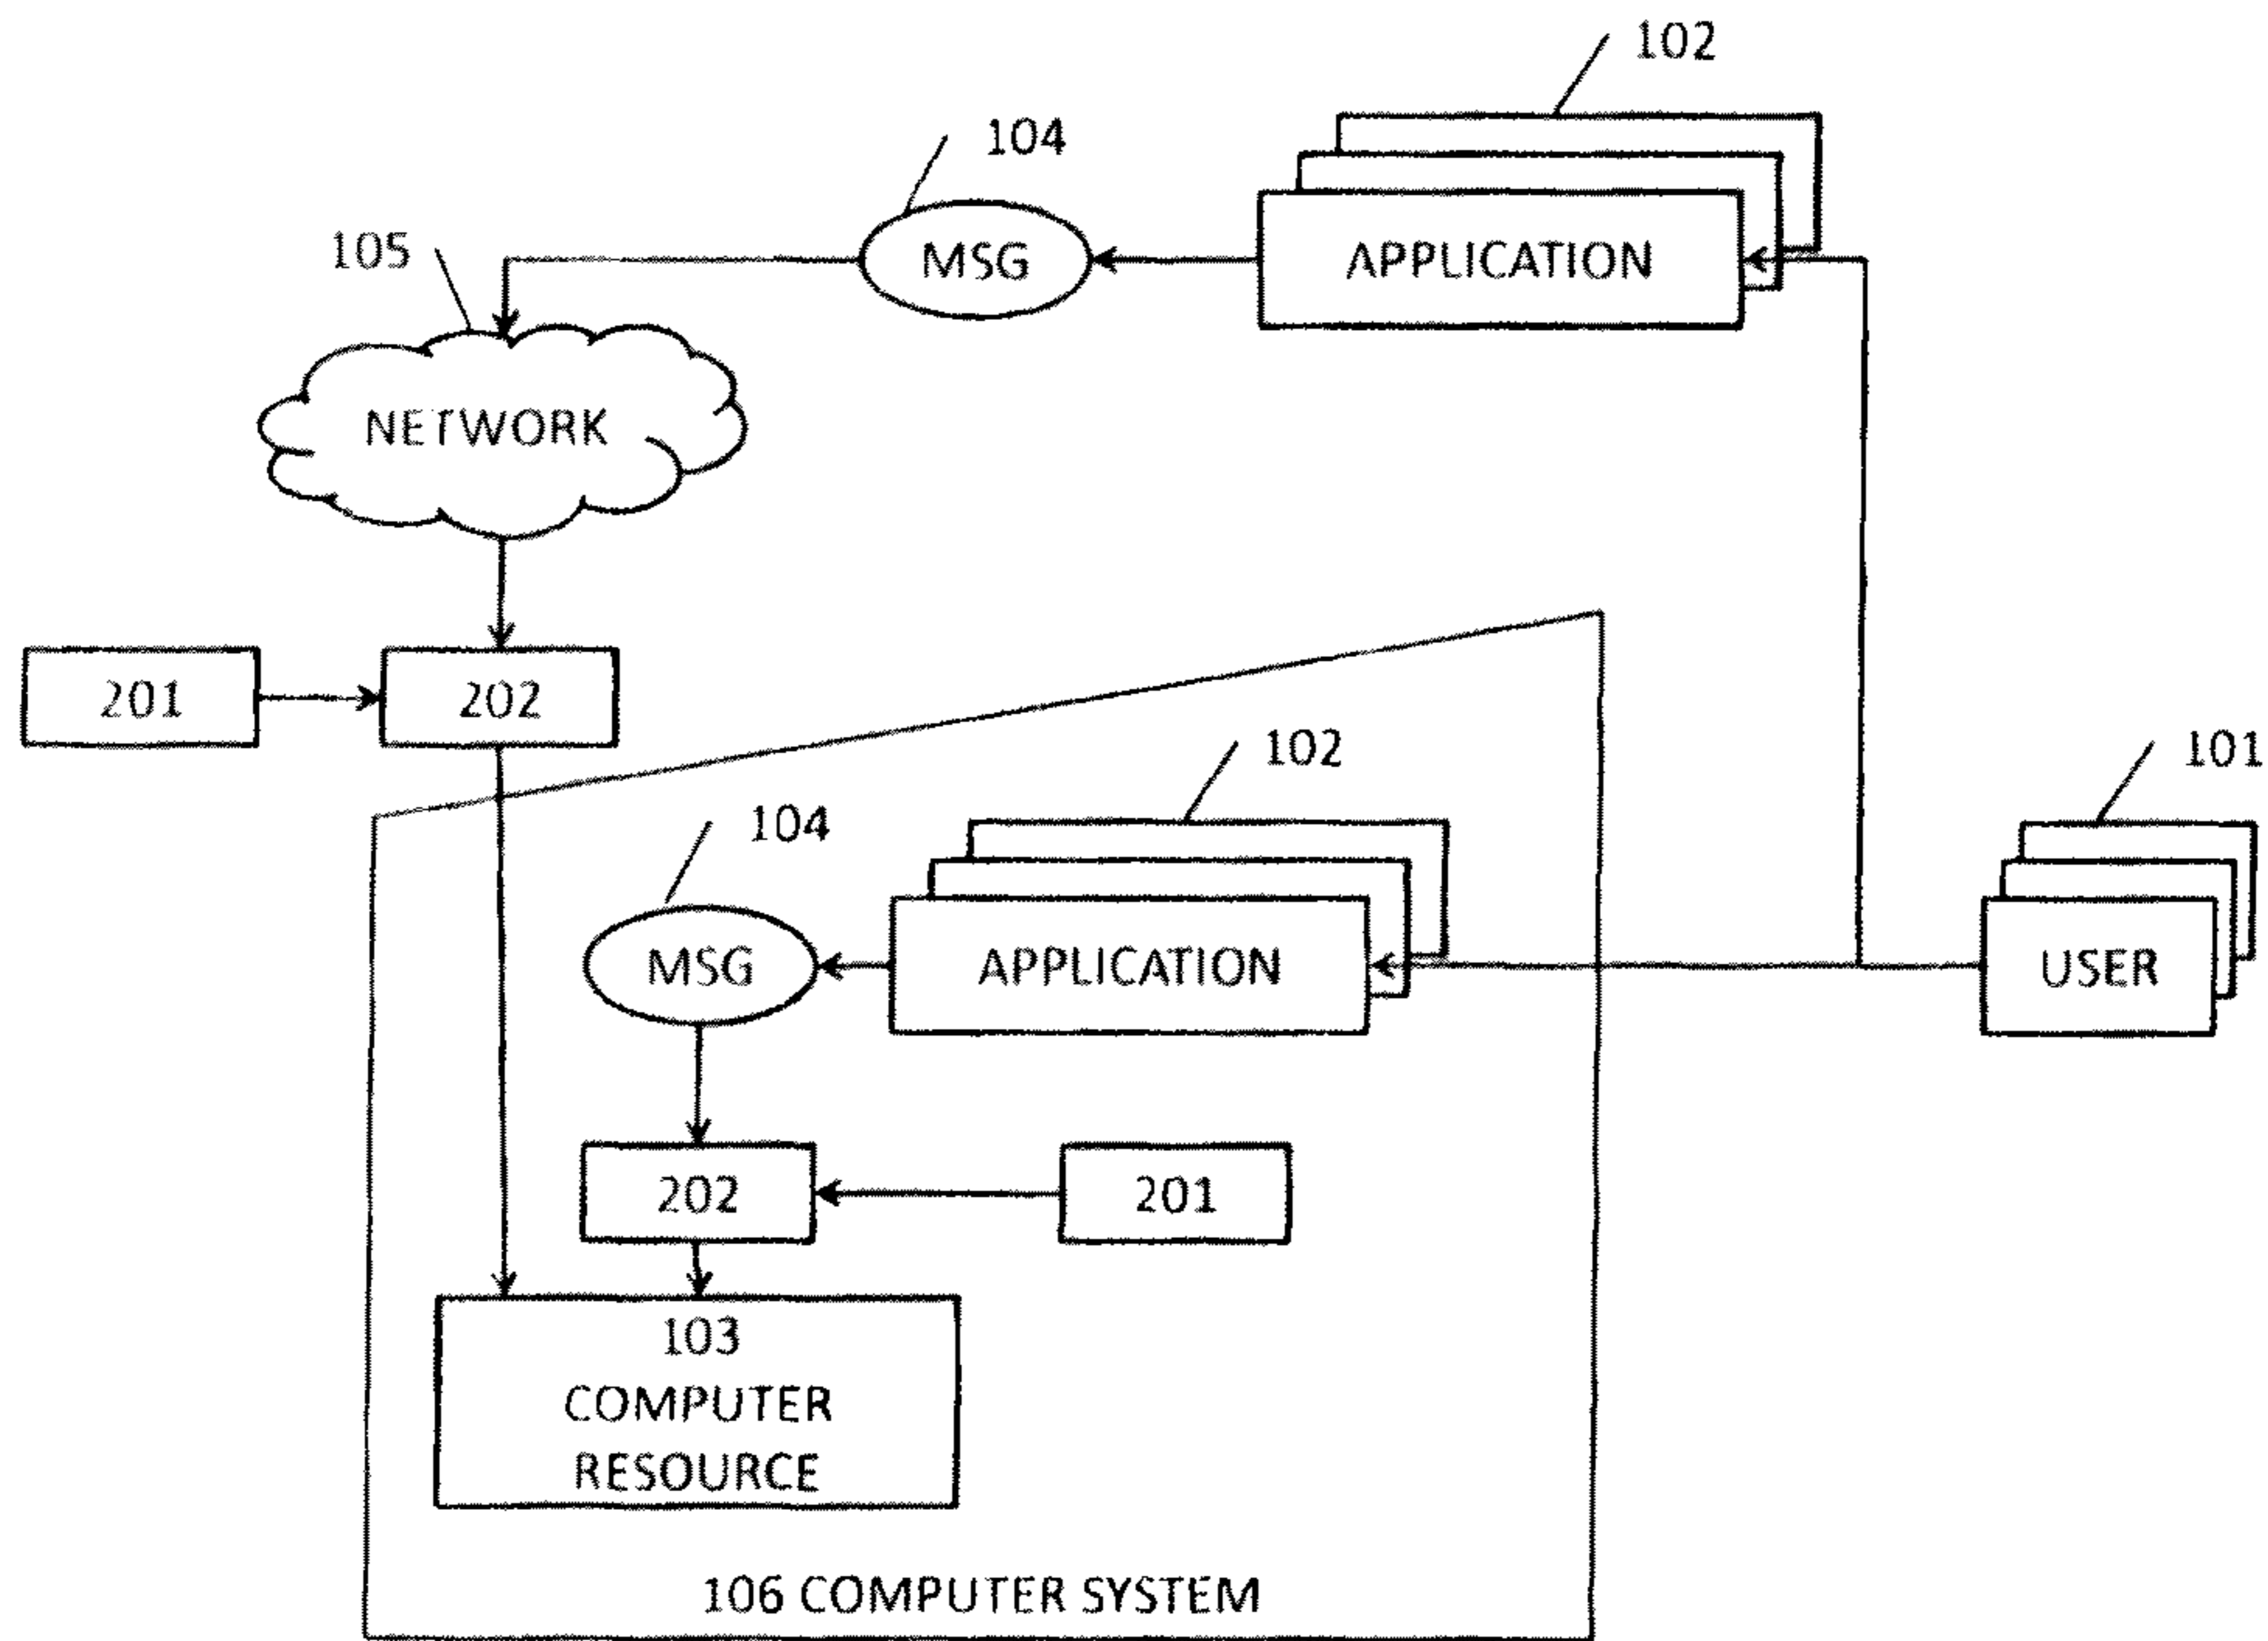 102
104
105
MSG
APPLICATION
NETWORK
201
202
102
101
104
MSG
APPLICATION
USER
202
201
103
COMPUTER
RESOURCE
106 COMPUTER SYSTEM